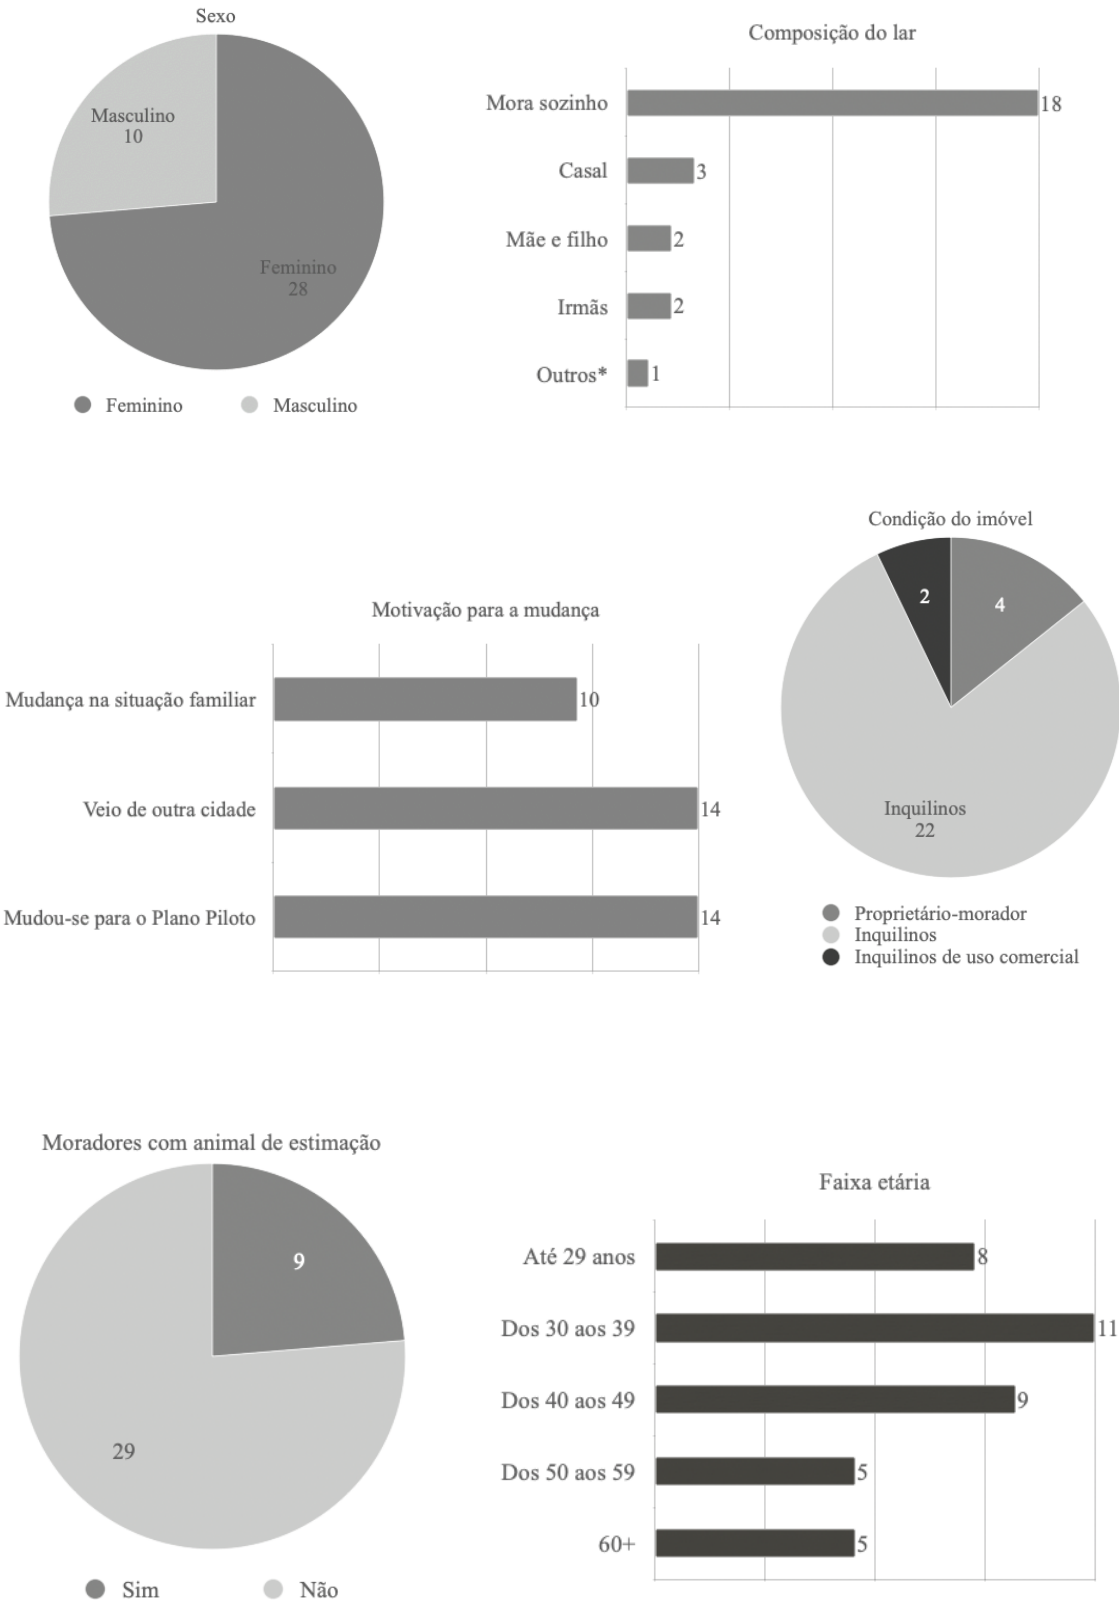 Sexo
Masculino
10
Feminino
28
Feminino Masculino
Composição do lar
Mora sozinho 18
Casal 3
Mãe e filho 2
Irmãs 2
Outros* 1
Condição do imóvel
2 4
Inquilinos
22
Proprietário-morador
Inquilinos
Inquilinos de uso comercial
Motivação para a mudança
Mudança na situação familiar 10
Veio de outra cidade 14
Mudou-se para o Plano Piloto 14
Moradores com animal de estimação
9
29
Sim Não
Faixa etária
Até 29 anos 8
Dos 30 aos 39 11
Dos 40 aos 49 9
Dos 50 aos 59 5
60+ 5